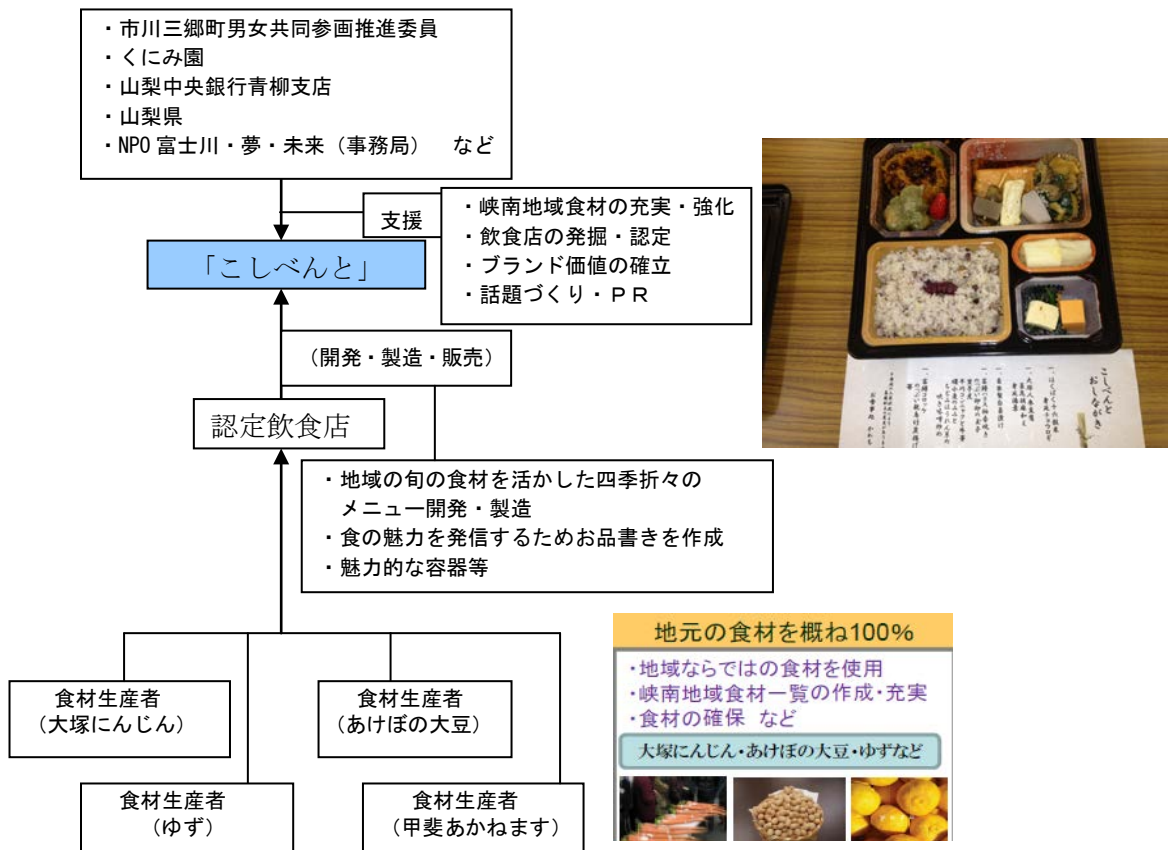 ・市川三郷町男女共同参画推進委員
・くにみ園
・山梨中央銀行青柳支店
・山梨県
・NPO富士川・夢・未来（事務局）　など
支援
・峡南地域食材の充実・強化
・飲食店の発掘・認定
・ブランド価値の確立
・話題づくり・ＰＲ
「こしべんと」
（開発・製造・販売）
認定飲食店
・地域の旬の食材を活かした四季折々の
メニュー開発・製造
・食の魅力を発信するためお品書きを作成
・魅力的な容器等
食材生産者
（大塚にんじん）
食材生産者
（あけぼの大豆）
食材生産者
（ゆず）
食材生産者
（甲斐あかねます）
こしべんと
おしながき
地元の食材を概ね100%
・地域ならではの食材を使用
・峡南地域食材一覧の作成・充実
・食材の確保 など
大塚にんじん・あけぼの大豆・ゆずなど